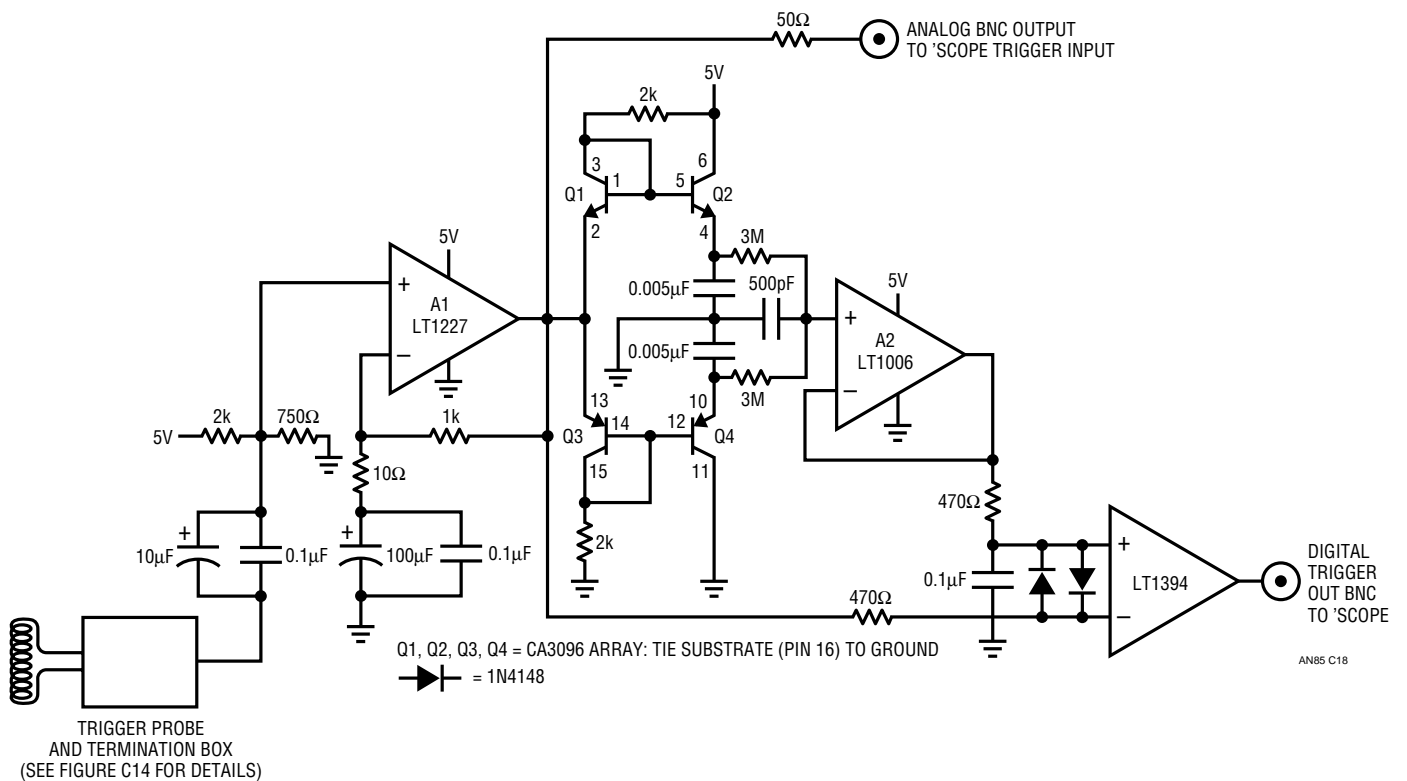 50Ω
ANALOG BNC OUTPUT
TO 'SCOPE TRIGGER INPUT
5V
2k
3
1
5
6
Q1
Q2
2
4
3M
5V
+
A1
LT1227
−
0.005µF
500pF
5V
+
A2
LT1006
−
0.005µF
3M
13
14
12
10
Q3
Q4
15
11
2k
5V
2k
750Ω
1k
10Ω
+
10µF
0.1µF
+
100µF
0.1µF
470Ω
0.1µF
470Ω
+
LT1394
−
DIGITAL
TRIGGER
OUT BNC
TO 'SCOPE
Q1, Q2, Q3, Q4 = CA3096 ARRAY: TIE SUBSTRATE (PIN 16) TO GROUND
= 1N4148
AN85 C18
TRIGGER PROBE
AND TERMINATION BOX
(SEE FIGURE C14 FOR DETAILS)